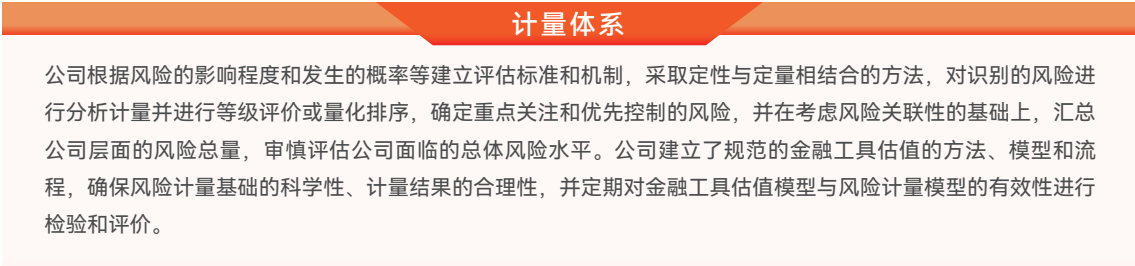 计量体系
公司根据风险的影响程度和发生的概率等建立评估标准和机制，采取定性与定量相结合的方法，对识别的风险进
行分析计量并进行等级评价或量化排序，确定重点关注和优先控制的风险，并在考虑风险关联性的基础上，汇总
公司层面的风险总量，审慎评估公司面临的总体风险水平。公司建立了规范的金融工具估值的方法、模型和流
程，确保风险计量基础的科学性、计量结果的合理性，并定期对金融工具估值模型与风险计量模型的有效性进行
检验和评价。